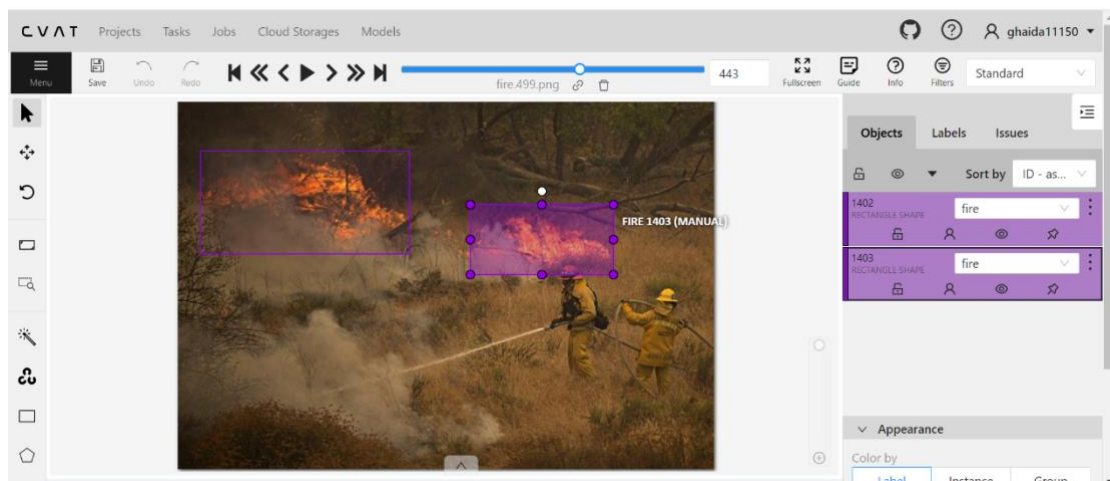 CVAT Projects Tasks Jobs Cloud Storages Models ghaida11150
Menu Save Undo Redo fire.499.png 443 Fullscreen Guide Info Filters Standard
Objects Labels Issues
Sort by ID - as...
1402
RECTANGLE SHAPE
fire
FIRE 1403 (MANUAL)
1403
RECTANGLE SHAPE
fire
Appearance
Color by
Label Instance Group